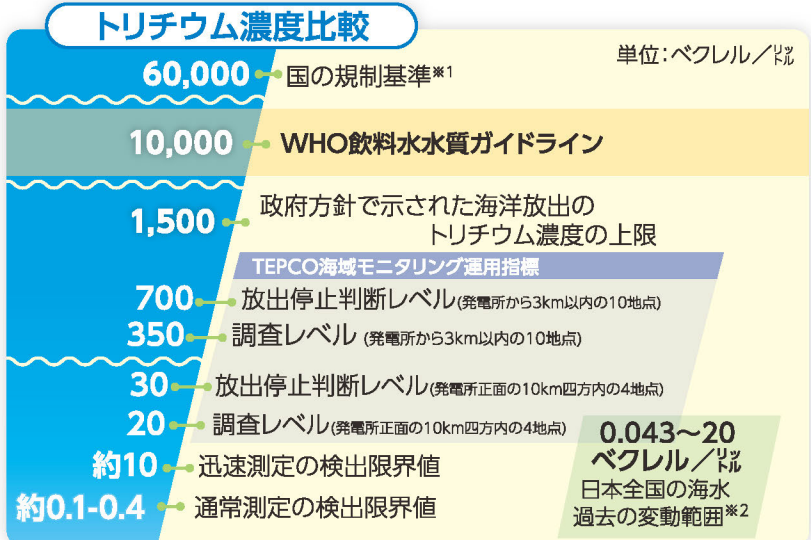 トリチウム濃度比較
単位:ベクレル/㍑
60,000 国の規制基準※1
10,000 WHO飲料水水質ガイドライン
1,500 政府方針で示された海洋放出の
トリチウム濃度の上限
TEPCO海域モニタリング運用指標
700 放出停止判断レベル(発電所から3km以内の10地点)
350 調査レベル (発電所から3km以内の10地点)
30 放出停止判断レベル(発電所正面の10km四方内の4地点)
20 調査レベル(発電所正面の10km四方内の4地点)
約10 迅速測定の検出限界値
約0.1-0.4 通常測定の検出限界値
0.043~20
ベクレル/㍑
日本全国の海水
過去の変動範囲※2